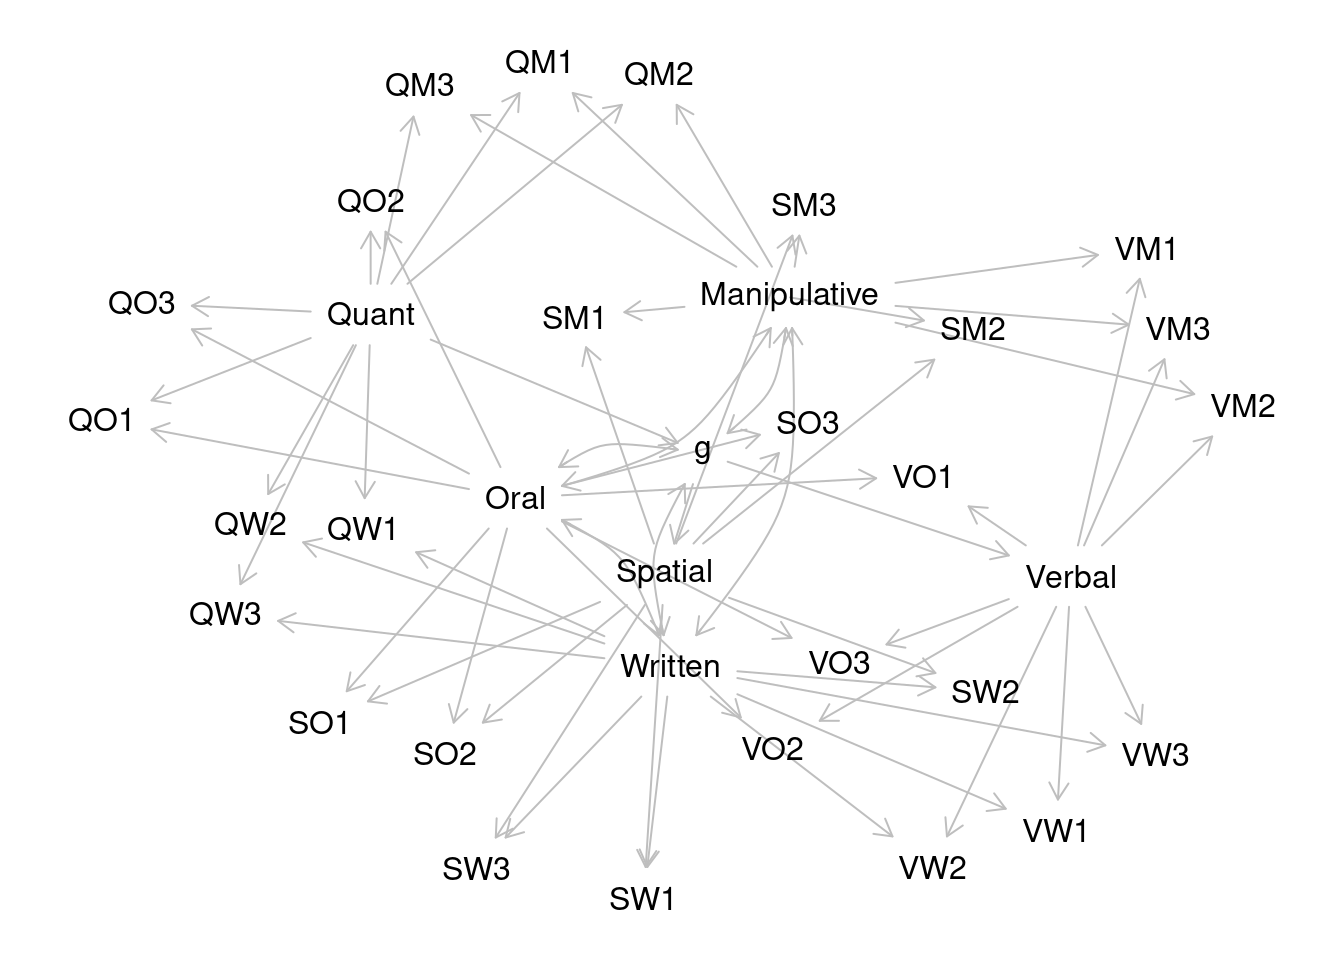 QM1
QM2
QM3
QO2
SM3
VM1
Manipulative
QO3
Quant
SM1
SM2
VM3
VM2
QO1
SO3
g
VO1
Oral
QW2
QW1
Spatial
Verbal
QW3
Written
VO3
SW2
SO1
SO2
VO2
VW3
VW1
SW3
VW2
SW1